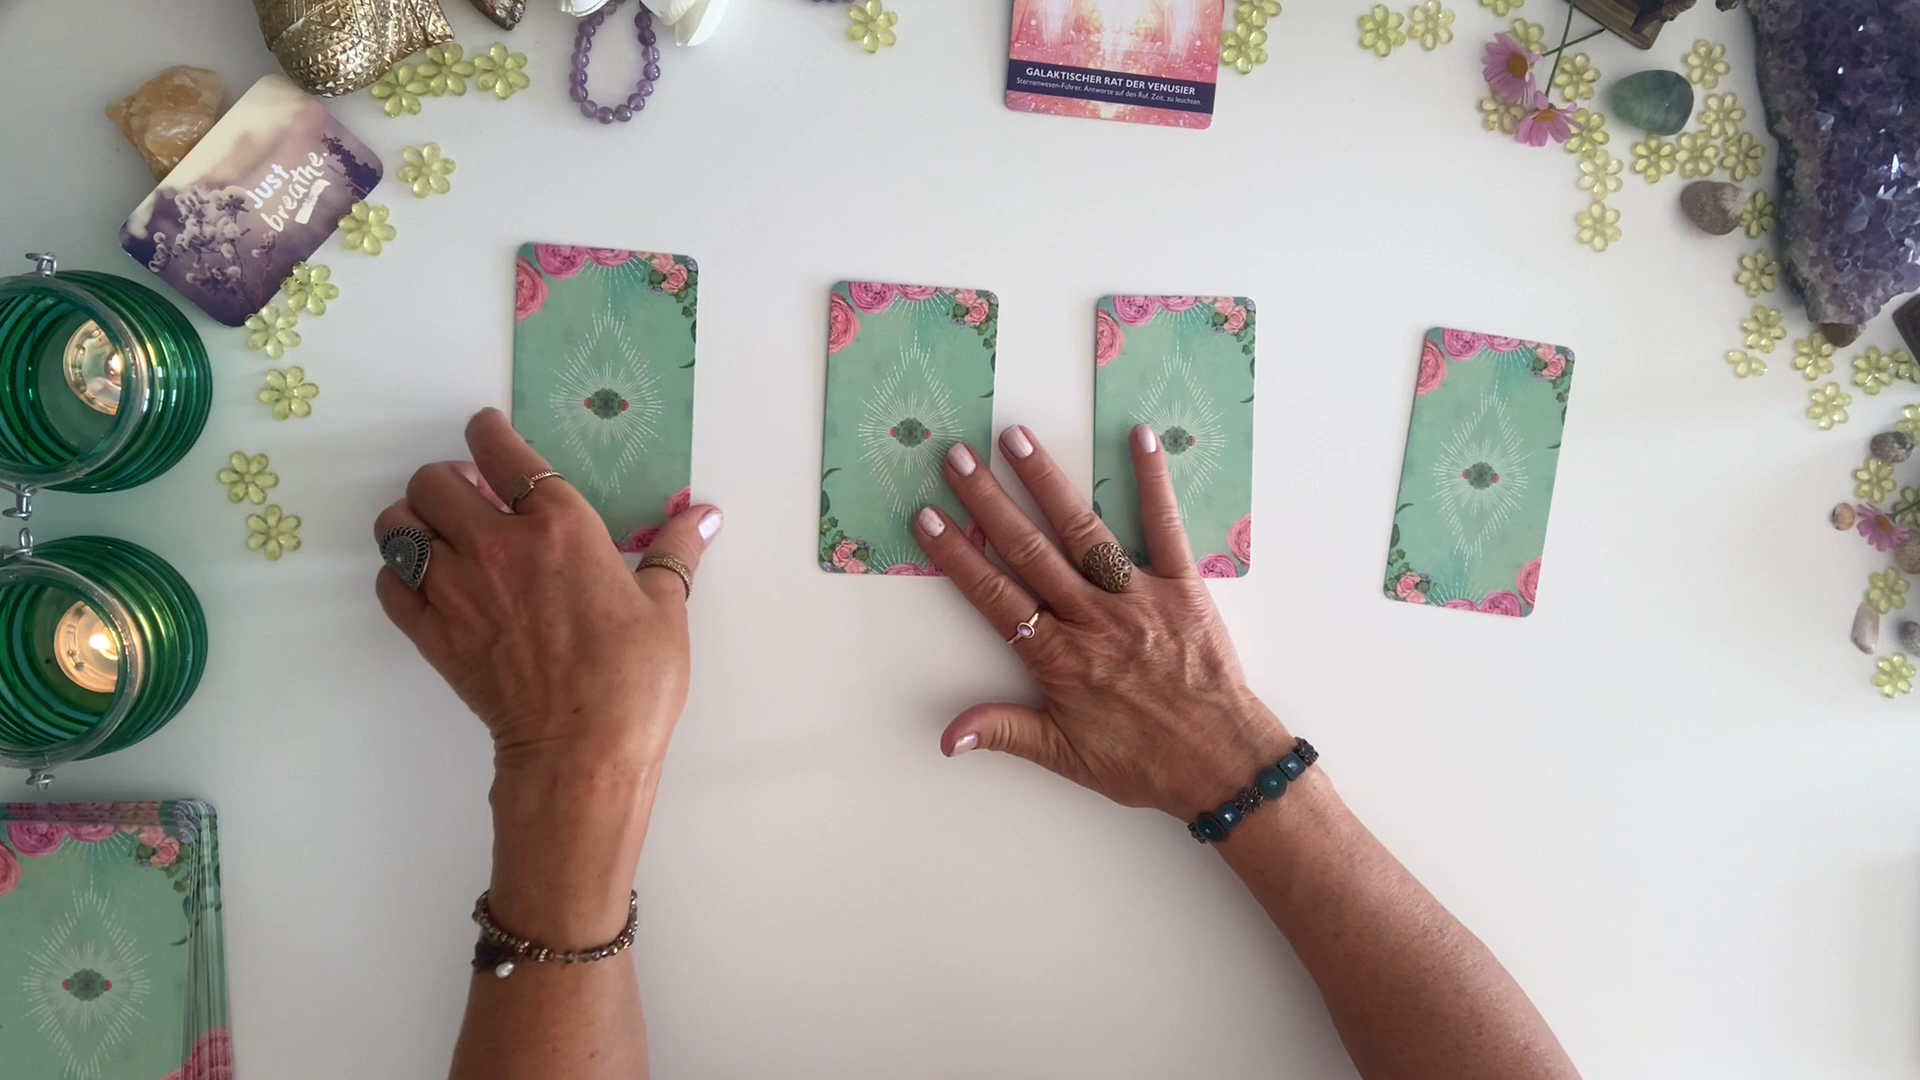 GALAKTISCHER RAT DER VENUSIER
Sternenwesen-Führer. Antworte auf den Ruf. Zeit, zu leuchten.
Just
breathe.